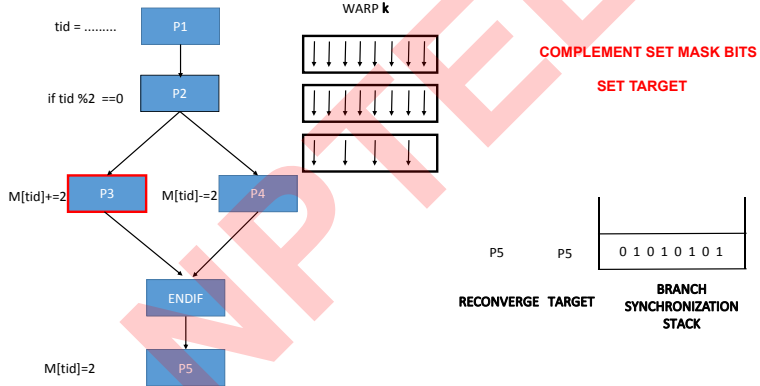 WARP k
tid = .........
P1
COMPLEMENT SET MASK BITS
SET TARGET
if tid %2 ==0
P2
M[tid]+=2
P3
M[tid]-=2
P4
P5
P5
0 1 0 1 0 1 0 1
RECONVERGE
TARGET
BRANCH
SYNCHRONIZATION
STACK
ENDIF
M[tid]=2
P5
NPTEL